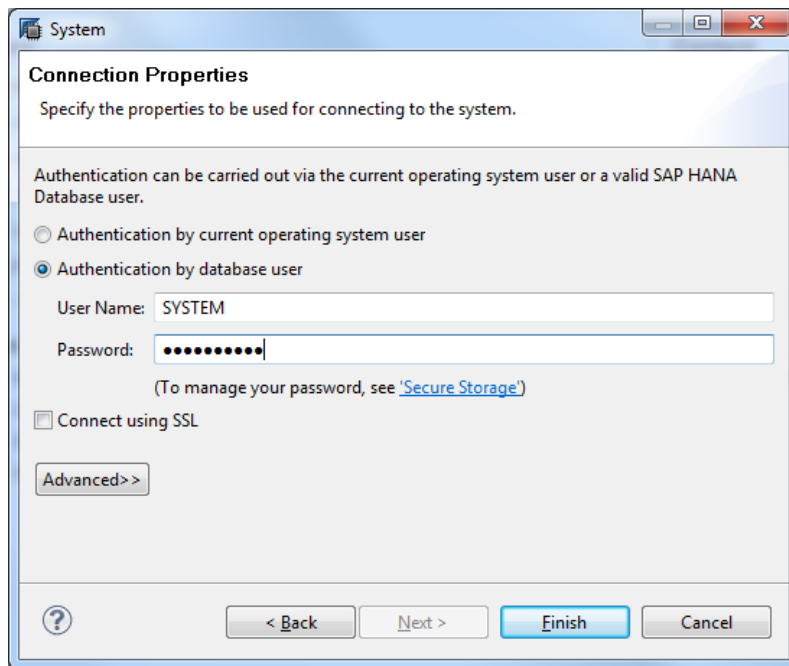 System
Connection Properties
Specify the properties to be used for connecting to the system.
Authentication can be carried out via the current operating system user or a valid SAP HANA
Database user.
Authentication by current operating system user
Authentication by database user
User Name: SYSTEM
Password: ●●●●●●●●●●
(To manage your password, see 'Secure Storage')
Connect using SSL
Advanced>>
? < Back Next > Finish Cancel